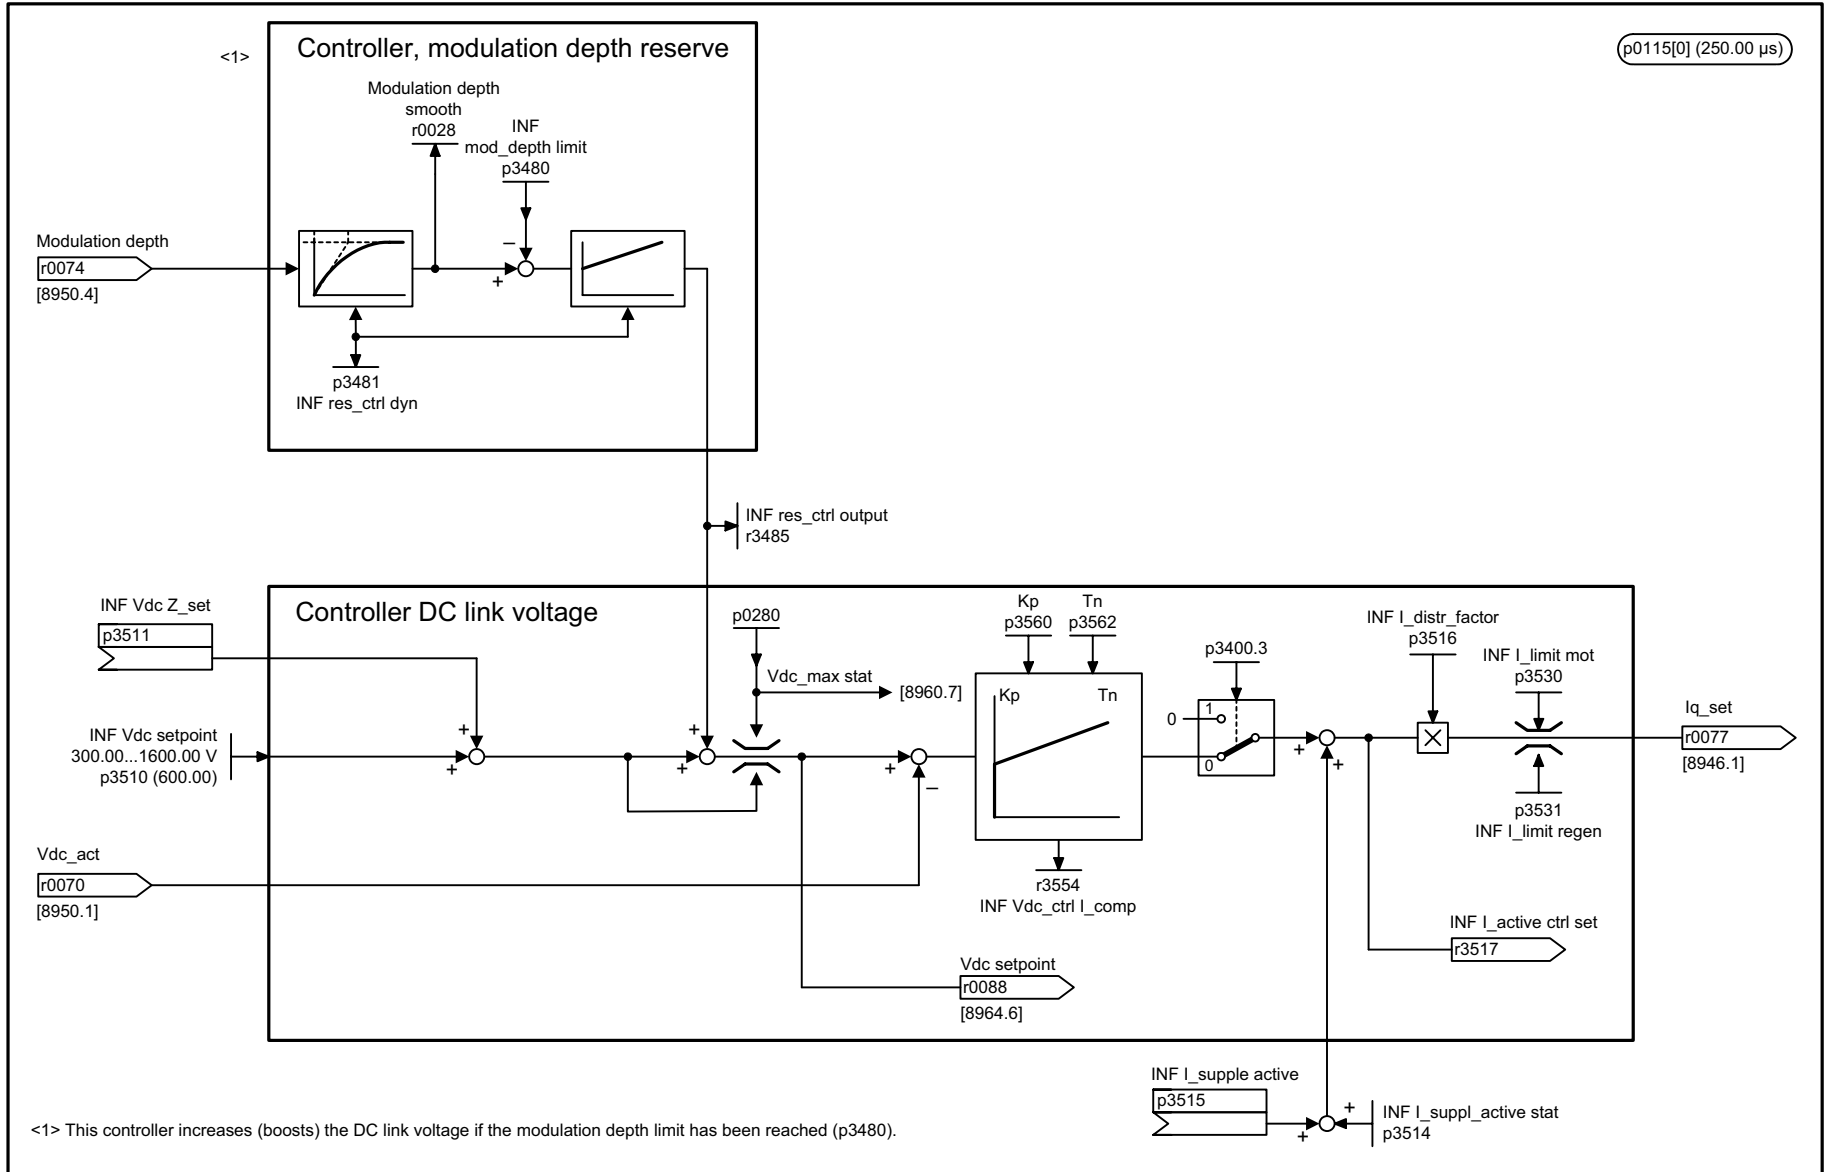 <1>
Controller, modulation depth reserve
p0115[0] (250.00 µs)
Modulation depth
smooth
r0028
INF
mod_depth limit
p3480
–
+
Modulation depth
r0074
[8950.4]
p3481
INF res_ctrl dyn
INF res_ctrl output
r3485
Controller DC link voltage
INF Vdc Z_set
p3511
INF Vdc setpoint
300.00...1600.00 V
p3510 (600.00)
+
+
+
+
p0280
Vdc_max stat
[8960.7]
+
–
Kp
p3560
Tn
p3562
Kp
Tn
r3554
INF Vdc_ctrl I_comp
p3400.3
0
1
0
+
+
INF I_distr_factor
p3516
INF I_limit mot
p3530
p3531
INF I_limit regen
Iq_set
r0077
[8946.1]
Vdc_act
r0070
[8950.1]
INF I_active ctrl set
r3517
Vdc setpoint
r0088
[8964.6]
INF I_supple active
p3515
+
+
INF I_suppl_active stat
p3514
<1> This controller increases (boosts) the DC link voltage if the modulation depth limit has been reached (p3480).